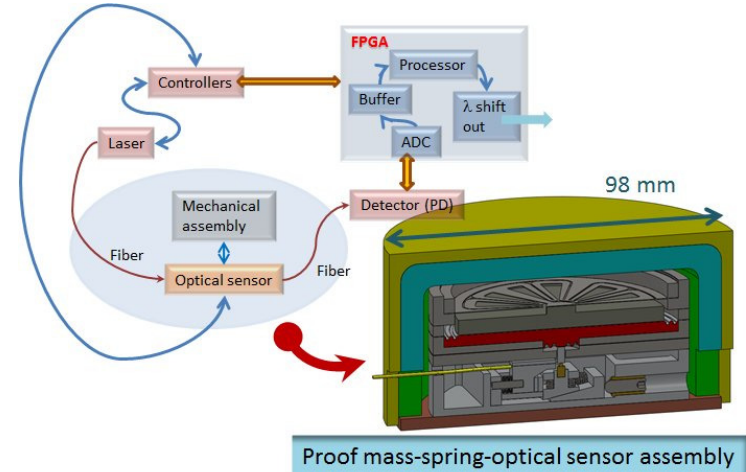 FPGA
Processor
Controllers
Buffer
λ shift
out
Laser
ADC
98 mm
Mechanical
assembly
Detector (PD)
Fiber
Fiber
Optical sensor
Proof mass-spring-optical sensor assembly